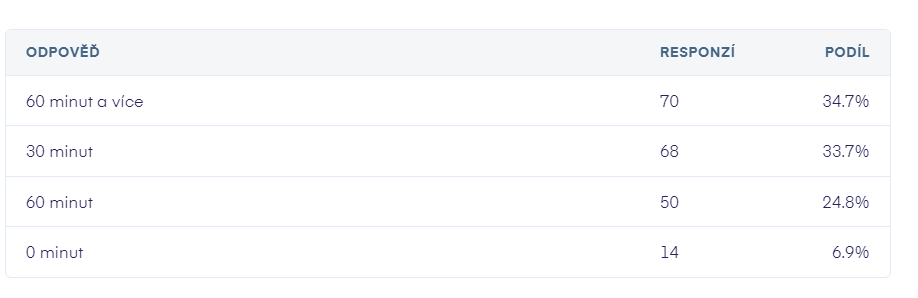 ODPOVĚĎ RESPONZÍ PODÍL
60 minut a více 70 34.7%
30 minut 68 33.7%
60 minut 50 24.8%
0 minut 14 6.9%